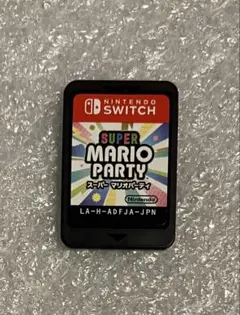 NINTENDO
SWITCH
SUPER
MARIO
PARTY
スーパー マリオパーティ
Nintendo
LA-H-ADFJA-JPN